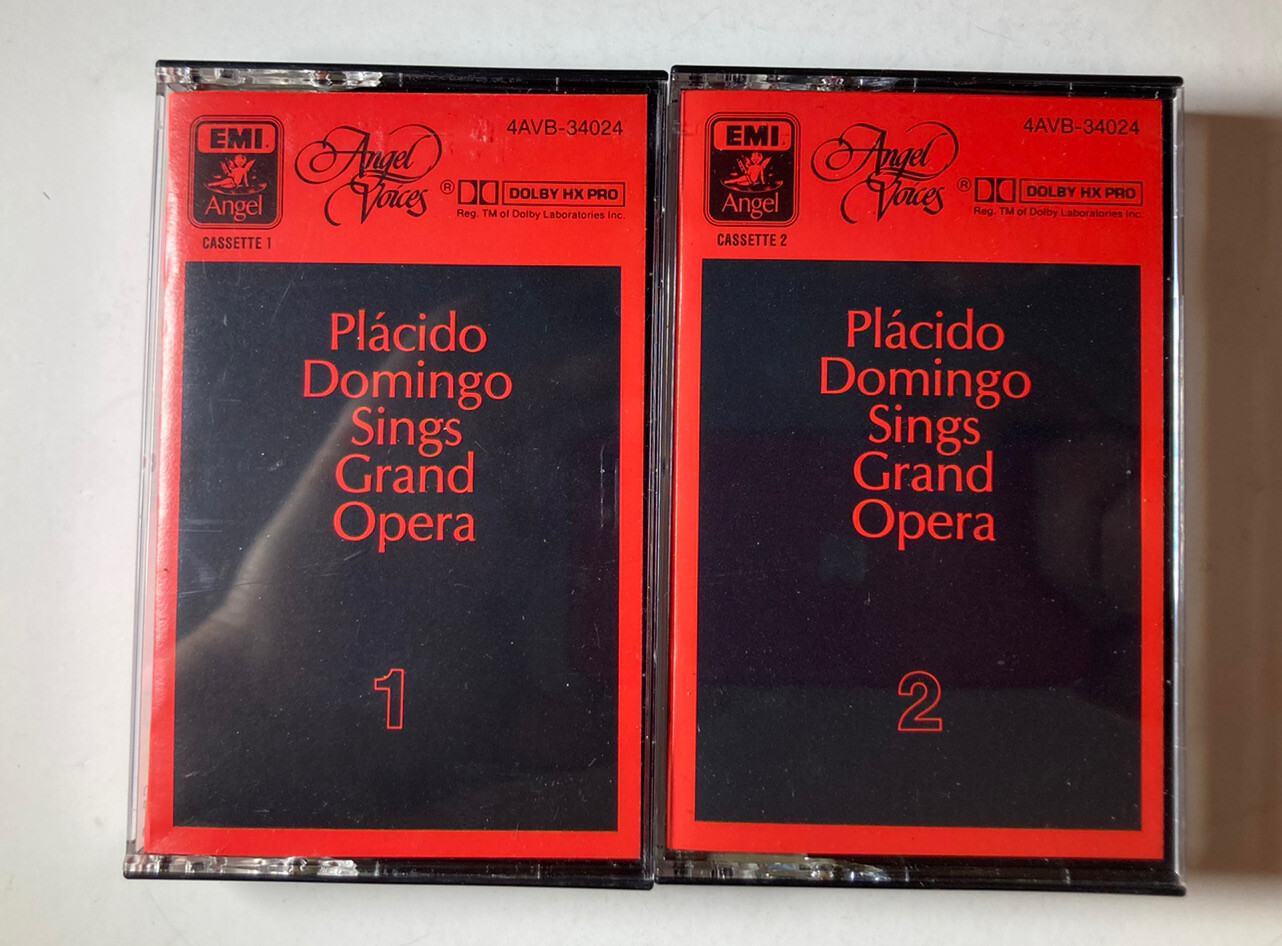 EMI
Angel
CASSETTE 1
Angel
Voices
4AVB-34024
® DOLBY HX PRO
Reg. TM of Dolby Laboratories Inc.
Plácido
Domingo
Sings
Grand
Opera
1
EMI
Angel
CASSETTE 2
Angel
Voices
4AVB-34024
® DOLBY HX PRO
Reg. TM of Dolby Laboratories Inc.
Plácido
Domingo
Sings
Grand
Opera
2